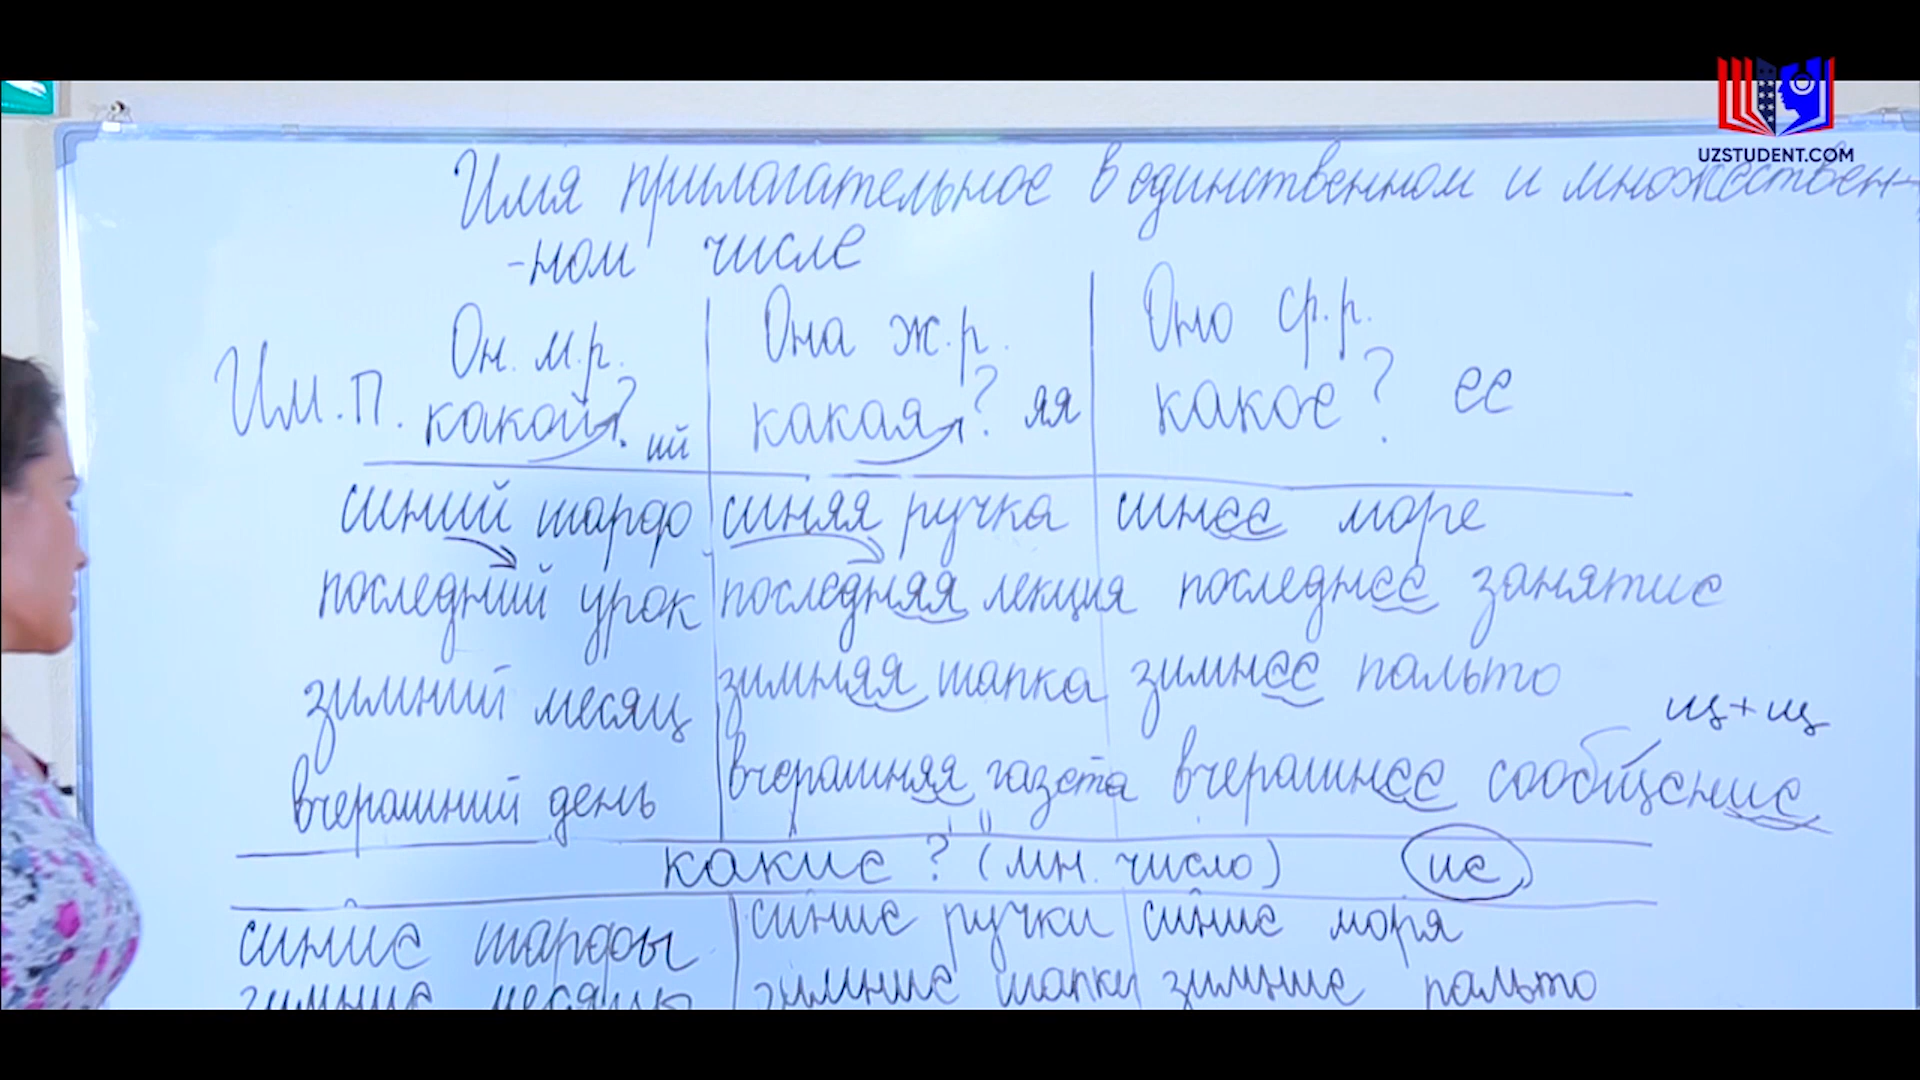 UZSTUDENT.COM
Имя прилагательное в единственном и множествен-
-ном числе
Он. м.р. Она ж.р. Оно ср.р.
Им.п. какой? ий какая? яя какое? ее
синий шарф синяя ручка синее море
последний урок последняя лекция последнее занятие
зимний месяц зимняя шапка зимнее пальто
щ+щ
вчерашний день вчерашняя газета вчерашнее сообщение
какие? (мн. число) ие
синие шарфы синие ручки синие моря
зимние месяцы зимние шапки зимние пальто